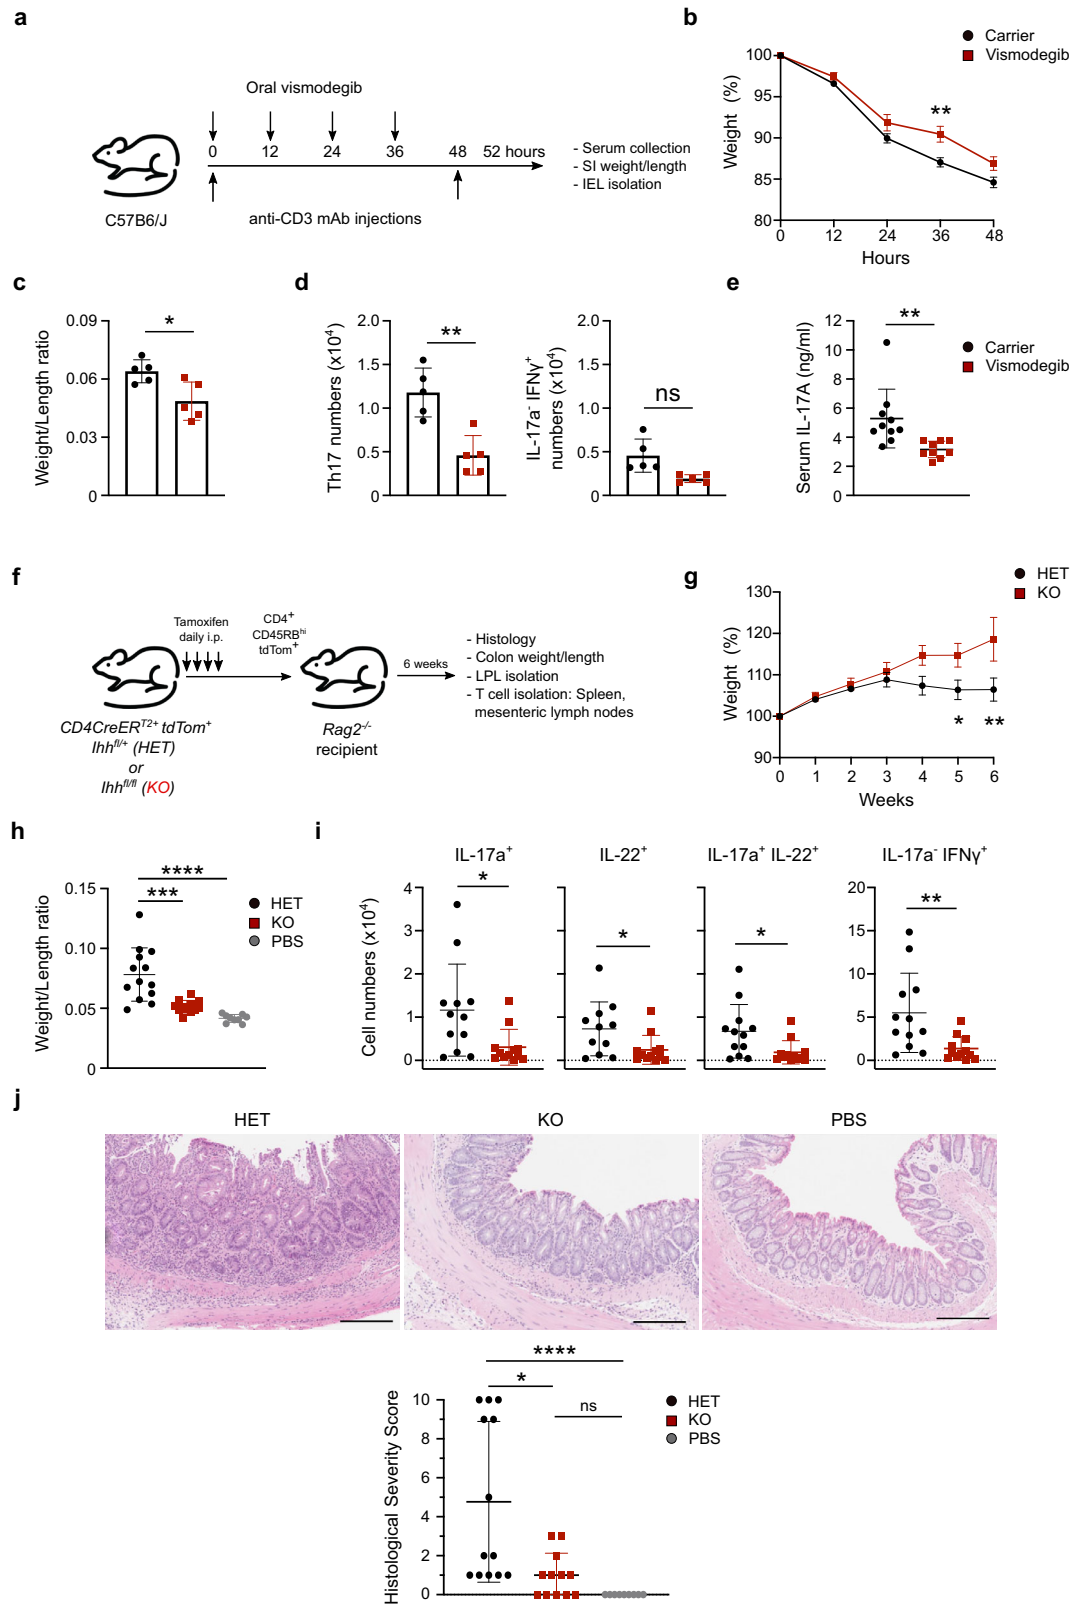 a
Oral vismodegib
0 12 24 36 48 52 hours
C57B6/J
anti-CD3 mAb injections
- Serum collection
- SI weight/length
- IEL isolation
b
Carrier
Vismodegib
Weight (%)
100
95
90
85
80
**
0 12 24 36 48
Hours
c
Weight/Length ratio
0.09
0.06
0.03
0
*
d
Th17 numbers (x10⁴)
2.0
1.5
1.0
0.5
0
**
IL-17a⁻ IFNγ⁺
numbers (x10⁴)
2.0
1.5
1.0
0.5
0
ns
e
Serum IL-17A (ng/ml)
12
10
8
6
4
2
0
**
Carrier
Vismodegib
f
Tamoxifen
daily i.p.
CD4⁺
CD45RBʰⁱ
tdTom⁺
6 weeks
CD4CreERᵀ²⁺ tdTom⁺
Ihhᶠˡ/⁺ (HET)
or
Ihhᶠˡ/ᶠˡ (KO)
Rag2⁻/⁻
recipient
- Histology
- Colon weight/length
- LPL isolation
- T cell isolation: Spleen,
mesenteric lymph nodes
g
HET
KO
Weight (%)
130
120
110
100
90
* **
0 1 2 3 4 5 6
Weeks
h
Weight/Length ratio
0.15
0.10
0.05
0
****
***
HET
KO
PBS
i
Cell numbers (x10⁴)
IL-17a⁺
4
3
2
1
0
*
IL-22⁺
*
IL-17a⁺ IL-22⁺
*
IL-17a⁻ IFNγ⁺
20
15
10
5
0
**
j
HET KO PBS
Histological Severity Score
10
8
6
4
2
0
****
*
ns
HET
KO
PBS